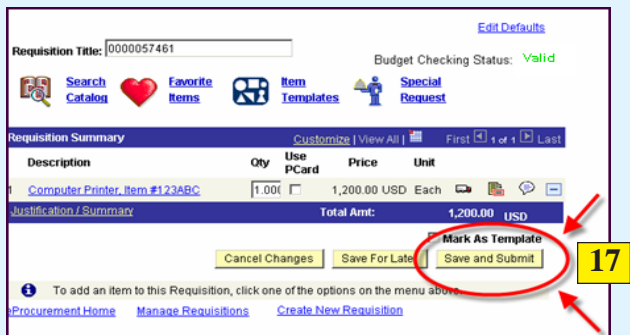 Edit Defaults
Requisition Title: 0000057461
Budget Checking Status: Valid
Search Catalog
Favorite Items
Item Templates
Special Request
Requisition Summary Customize | View All | First 1 of 1 Last
Description Qty Use PCard Price Unit
1 Computer Printer, Item #123ABC 1.00 1,200.00 USD Each
Justification / Summary Total Amt: 1,200.00 USD
Mark As Template
Cancel Changes Save For Late Save and Submit
17
To add an item to this Requisition, click one of the options on the menu above.
eProcurement Home Manage Requisitions Create New Requisition